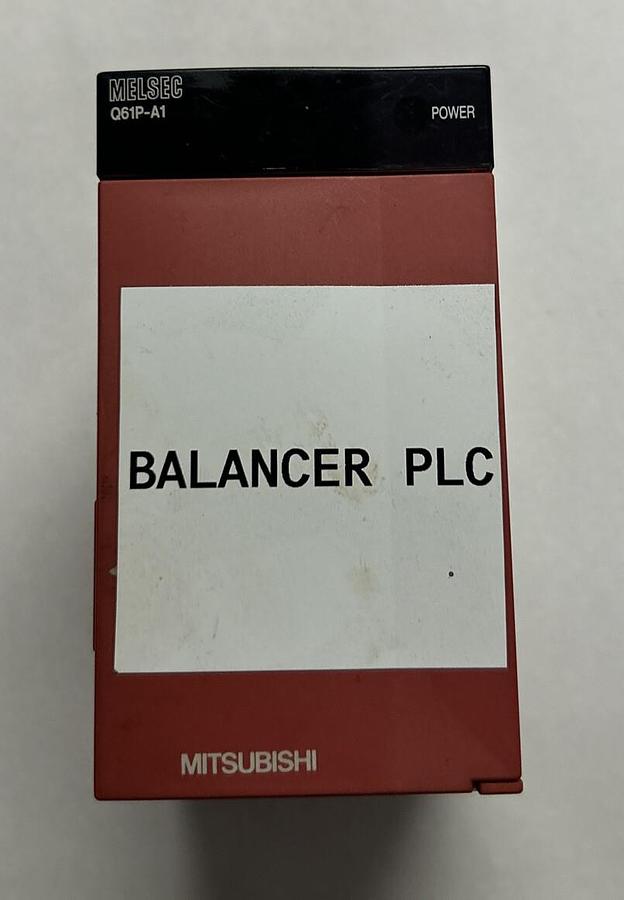 MELSEC
Q61P-A1 POWER
BALANCER PLC
MITSUBISHI